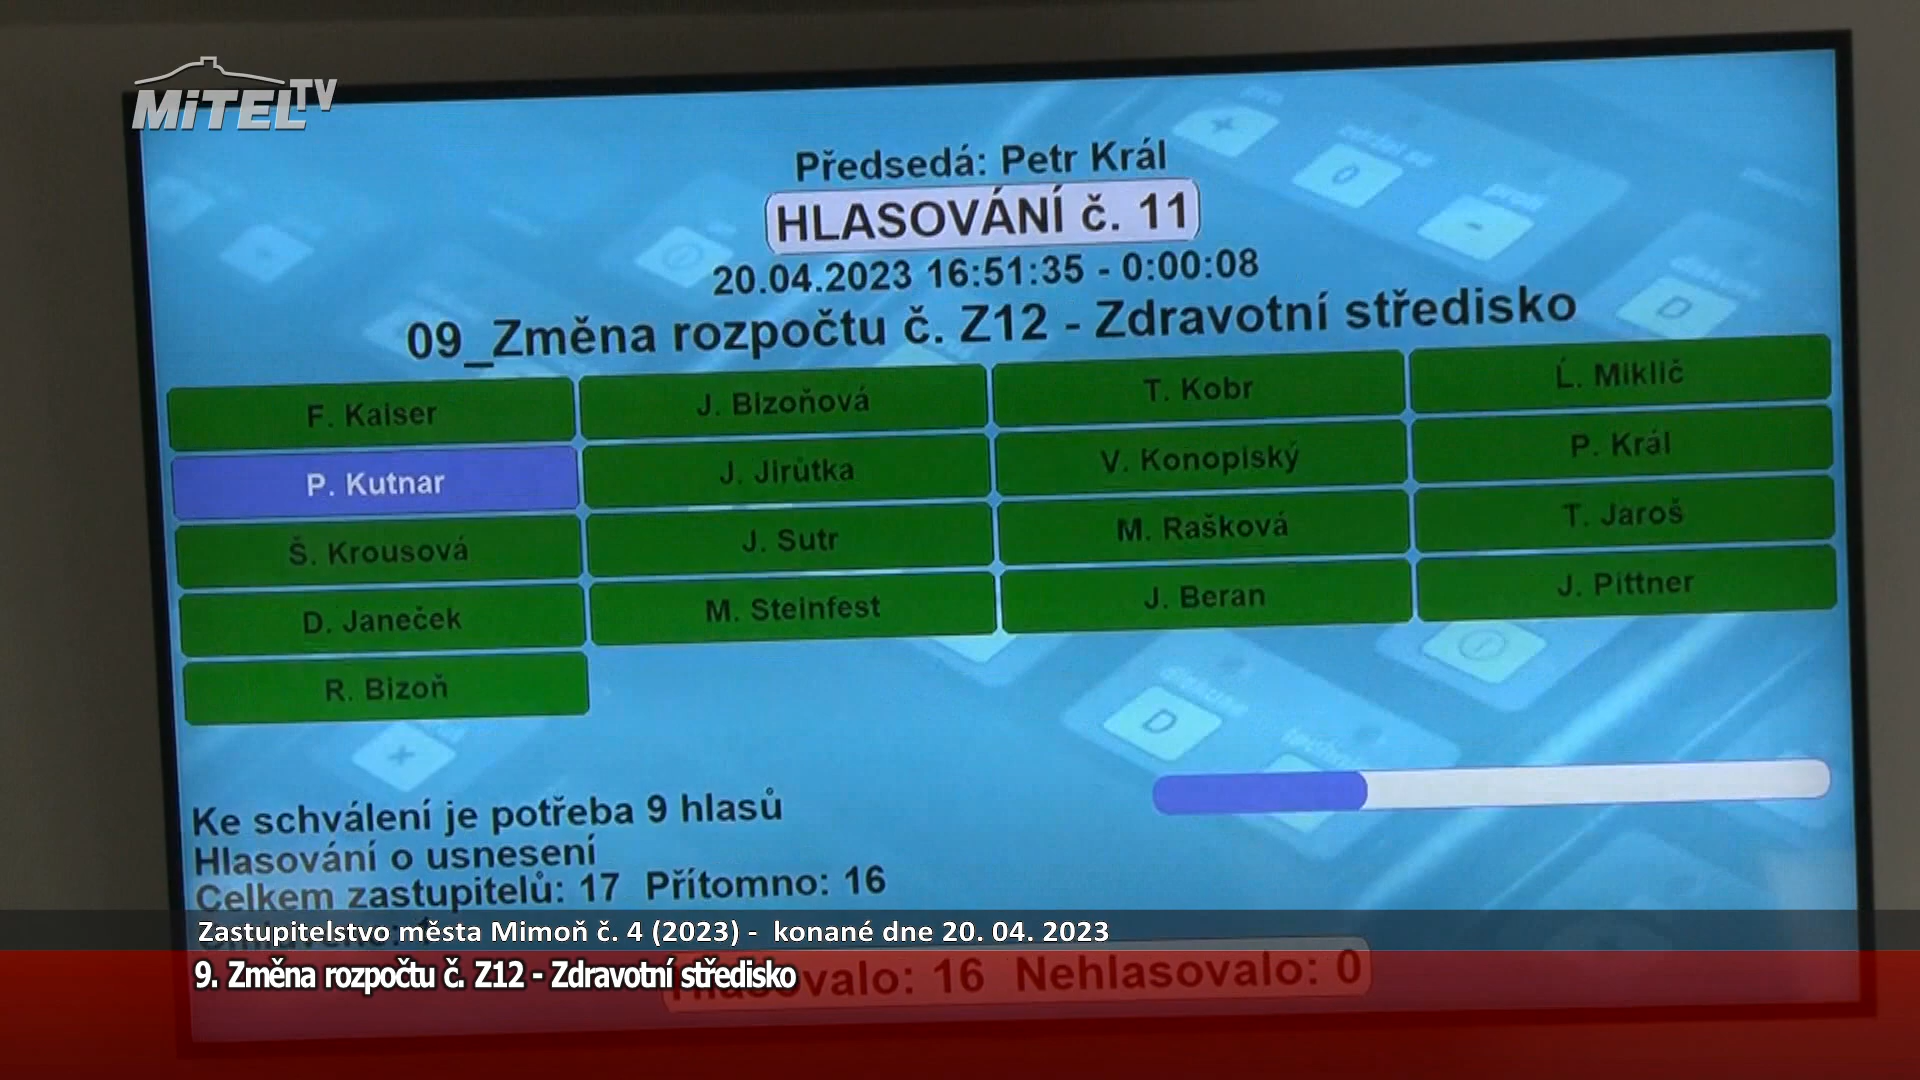 MiTEL TV
Předsedá: Petr Král
HLASOVÁNÍ č. 11
20.04.2023 16:51:35 - 0:00:08
09_Změna rozpočtu č. Z12 - Zdravotní středisko
F. Kaiser J. Bizoňová T. Kobr Ĺ. Miklič
P. Kutnar J. Jirůtka V. Konopiský P. Král
Š. Krousová J. Sutr M. Rašková T. Jaroš
D. Janeček M. Steinfest J. Beran J. Pittner
R. Bizoň
Ke schválení je potřeba 9 hlasů
Hlasování o usnesení
Celkem zastupitelů: 17 Přítomno: 16
Zastupitelstvo města Mimoň č. 4 (2023) - konané dne 20. 04. 2023
9. Změna rozpočtu č. Z12 - Zdravotní středisko
Hlasovalo: 16 Nehlasovalo: 0